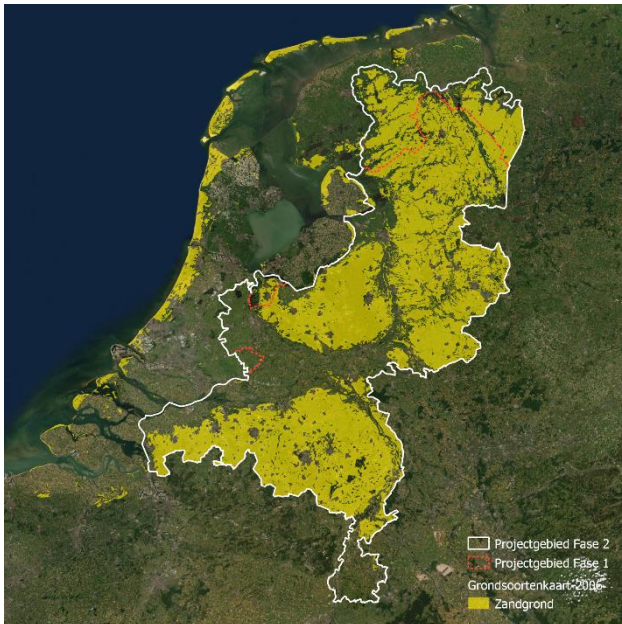 Projectgebied Fase 2
Projectgebied Fase 1
Grondsoortenkaart 2006
Zandgrond